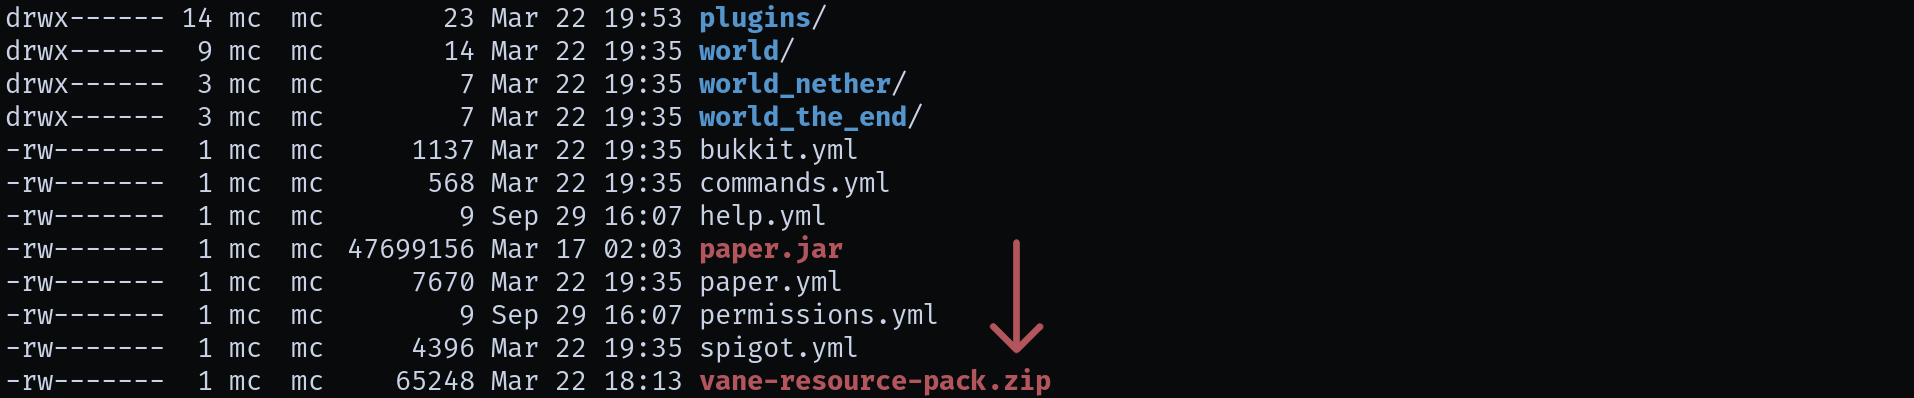 drwx------ 14 mc  mc        23 Mar 22 19:53 plugins/
drwx------  9 mc  mc        14 Mar 22 19:35 world/
drwx------  3 mc  mc         7 Mar 22 19:35 world_nether/
drwx------  3 mc  mc         7 Mar 22 19:35 world_the_end/
-rw-------  1 mc  mc      1137 Mar 22 19:35 bukkit.yml
-rw-------  1 mc  mc       568 Mar 22 19:35 commands.yml
-rw-------  1 mc  mc         9 Sep 29 16:07 help.yml
-rw-------  1 mc  mc  47699156 Mar 17 02:03 paper.jar
-rw-------  1 mc  mc      7670 Mar 22 19:35 paper.yml
-rw-------  1 mc  mc         9 Sep 29 16:07 permissions.yml
-rw-------  1 mc  mc      4396 Mar 22 19:35 spigot.yml
-rw-------  1 mc  mc     65248 Mar 22 18:13 vane-resource-pack.zip